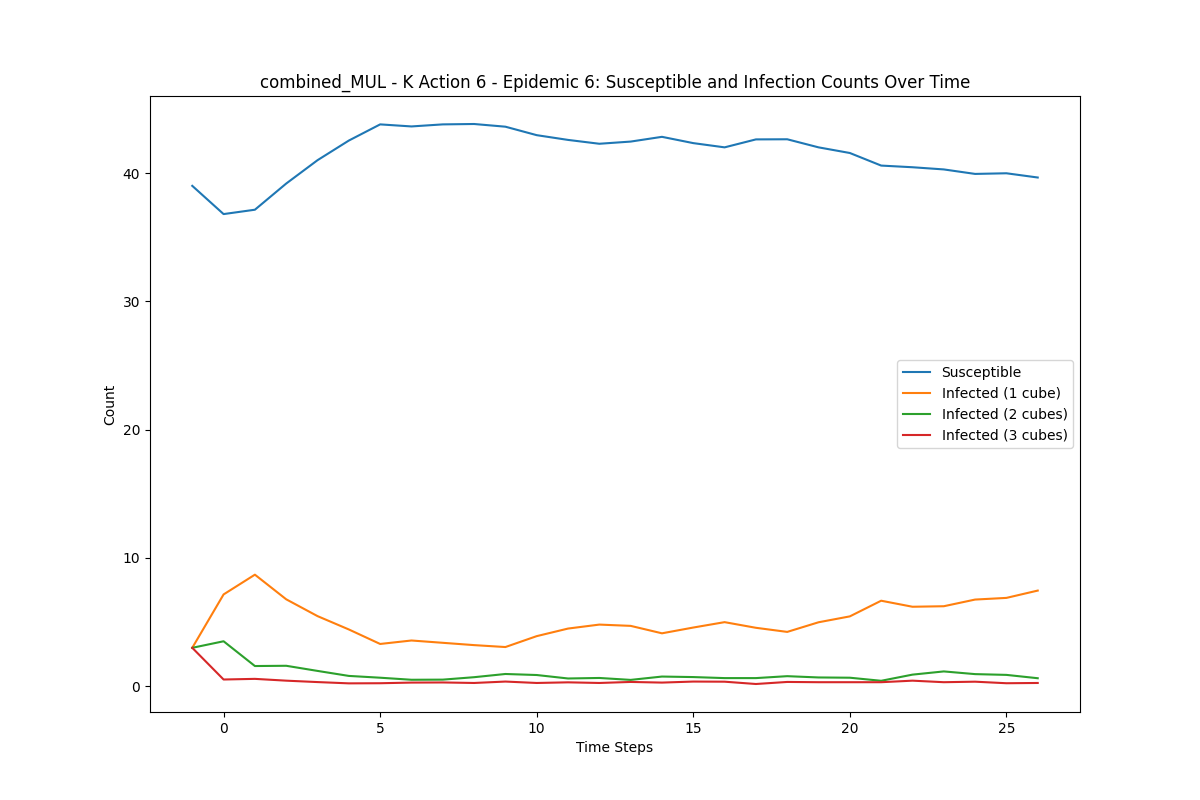 combined_MUL - K Action 6 - Epidemic 6: Susceptible and Infection Counts Over Time
40
30
20
10
0
Count
Susceptible
Infected (1 cube)
Infected (2 cubes)
Infected (3 cubes)
0 5 10 15 20 25
Time Steps